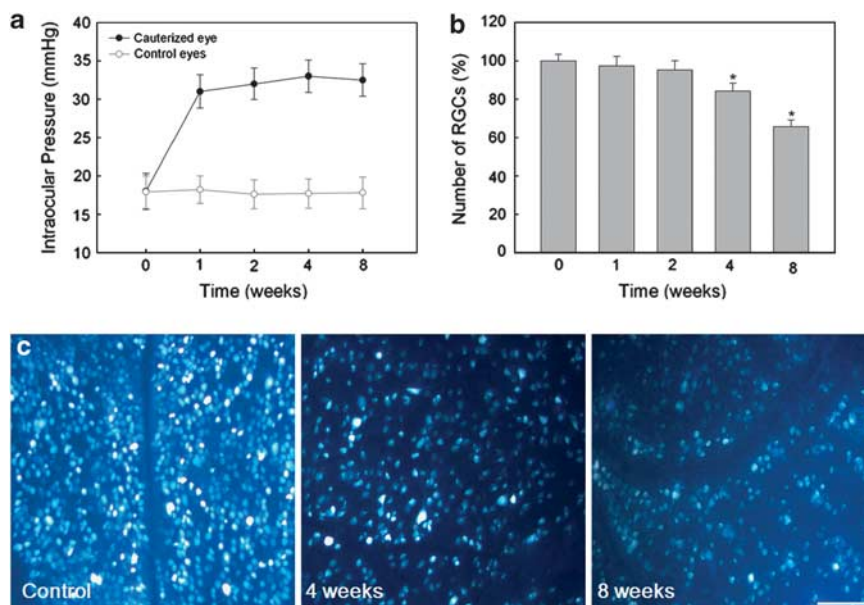 a
Cauterized eye
Control eyes
Intraocular Pressure (mmHg)
40
35
30
25
20
15
10
0 1 2 4 8
Time (weeks)
b
Number of RGCs (%)
120
100
80
60
40
20
0
*
*
0 1 2 4 8
Time (weeks)
c
Control
4 weeks
8 weeks